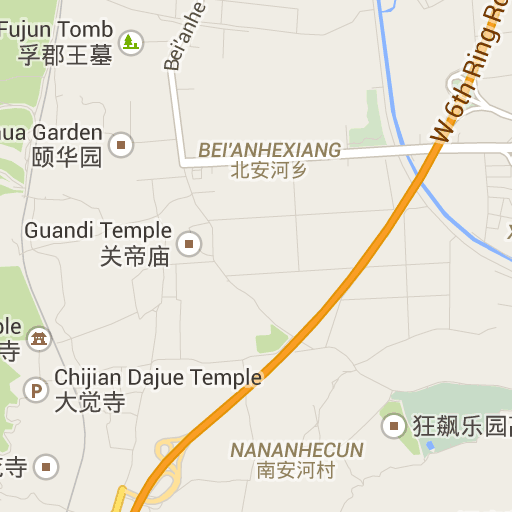 Fujun Tomb
孚郡王墓
Bei'anhe
W 6th Ring Ro
ua Garden
颐华园
BEI'ANHEXIANG
北安河乡
Guandi Temple
关帝庙
ple
寺
Chijian Dajue Temple
大觉寺
狂飙乐园高
NANANHECUN
南安河村
寺